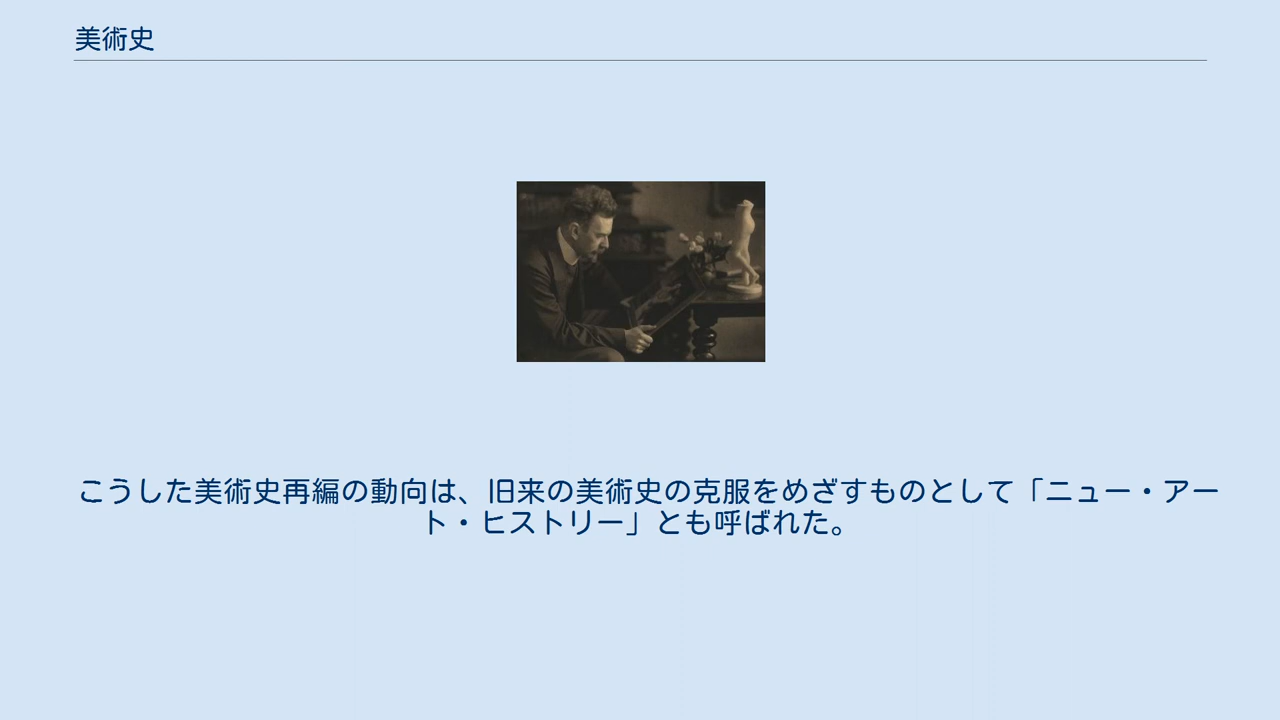 美術史
こうした美術史再編の動向は、旧来の美術史の克服をめざすものとして「ニュー・アー
ト・ヒストリー」とも呼ばれた。